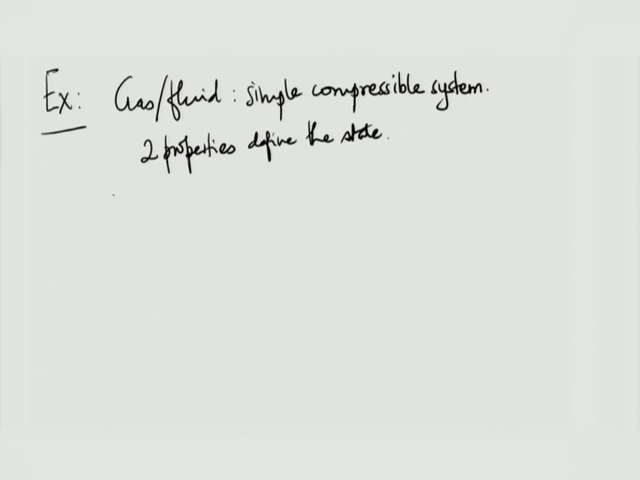 Ex: Gas/fluid : simple compressible system.
2 properties define the state.